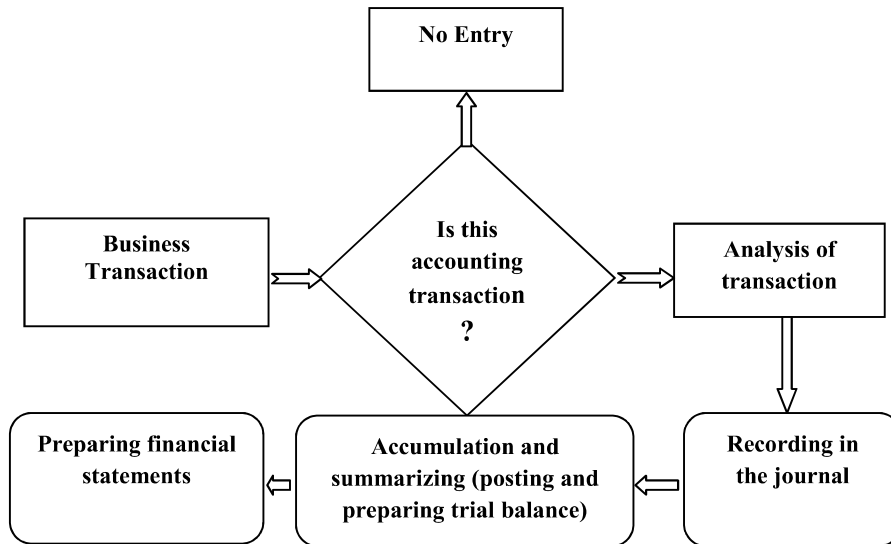 No Entry
Business
Transaction
Is this
accounting
transaction
?
Analysis of
transaction
Recording in
the journal
Accumulation and
summarizing (posting and
preparing trial balance)
Preparing financial
statements